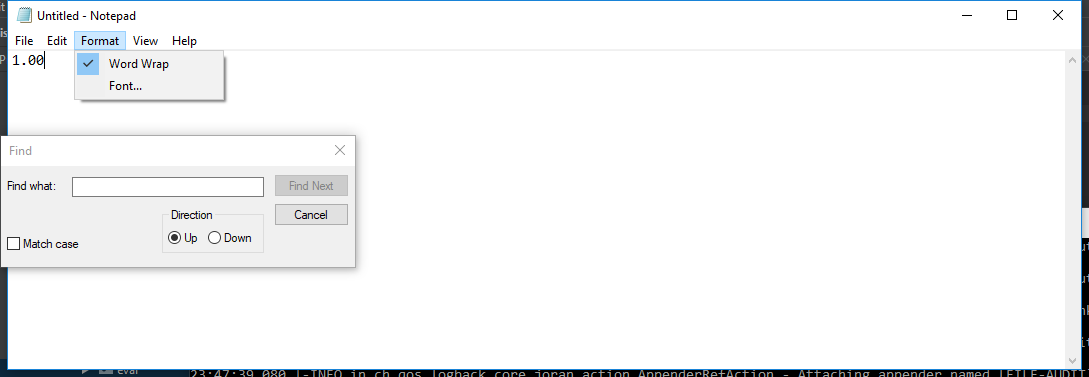 Untitled - Notepad
File Edit Format View Help
1.00
Word Wrap
Font...
Find
Find what:
Find Next
Direction
Cancel
Up Down
Match case
eval
23:47:39,080 |-INFO in ch.qos.logback.core.joran.action.AppenderRefAction - Attaching appender named [FILE-AUDIT